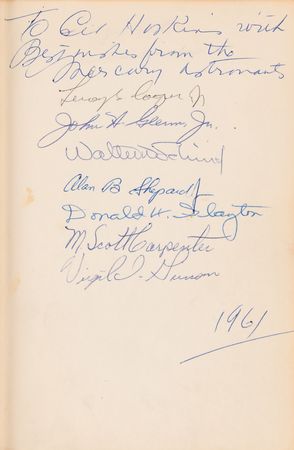 To Gil Hoskins with
Best wishes from the
Mercury Astronauts
Leroy G Cooper Jr
John H Glenn, Jr.
Walter M Schirra
Alan B Shepard Jr
Donald K. Slayton
M Scott Carpenter
Virgil I. Grissom
1961